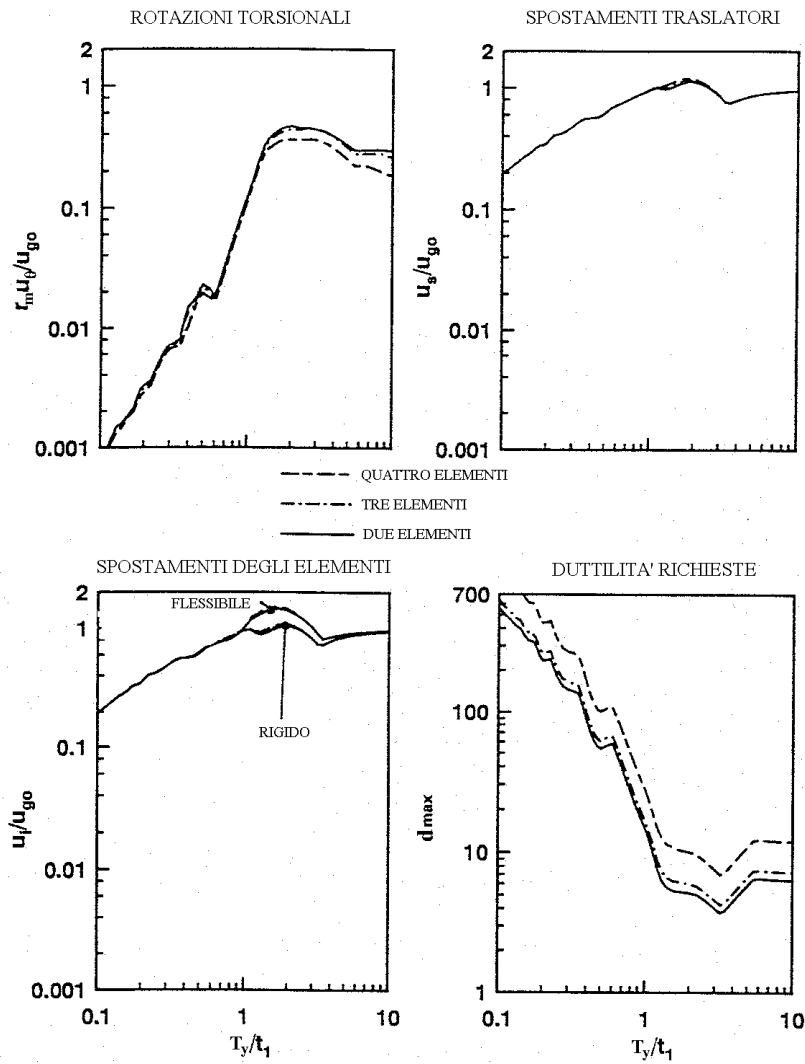 ROTAZIONI TORSIONALI
SPOSTAMENTI TRASLATORI
2
1
0.1
0.01
0.001
r_m u_θ/u_go
2
1
0.1
0.01
0.001
u_s/u_go
QUATTRO ELEMENTI
TRE ELEMENTI
DUE ELEMENTI
SPOSTAMENTI DEGLI ELEMENTI
DUTTILITA' RICHIESTE
2
1
0.1
0.01
0.001
u_i/u_go
FLESSIBILE
RIGIDO
0.1
1
10
T_y/t_1
700
100
10
1
d_max
0.1
1
10
T_y/t_1